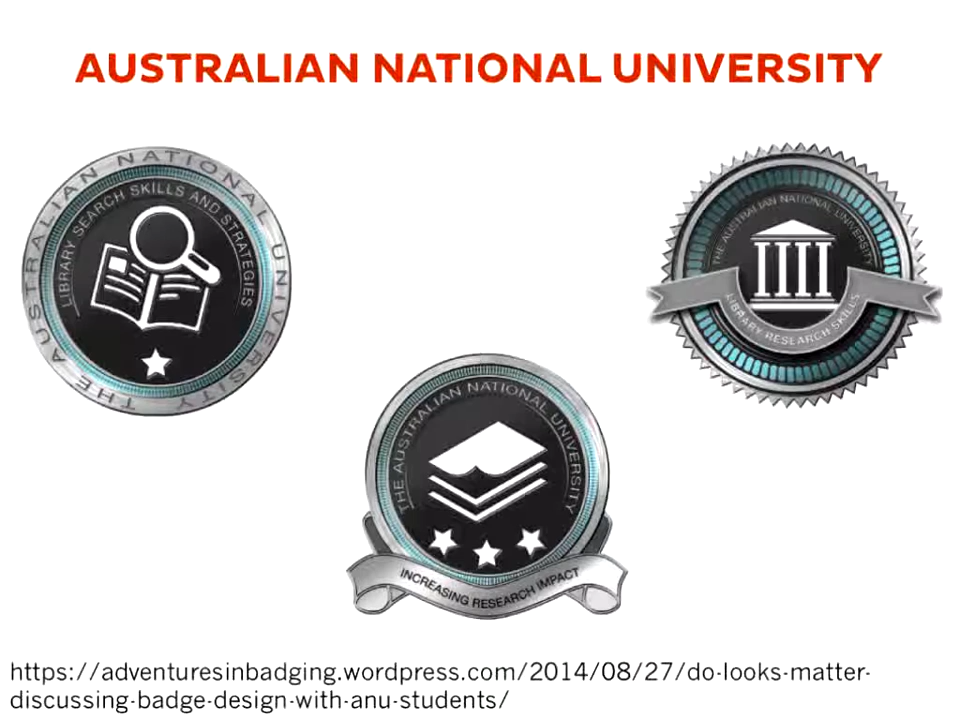 AUSTRALIAN NATIONAL UNIVERSITY
THE AUSTRALIAN NATIONAL UNIVERSITY
LIBRARY SEARCH SKILLS AND STRATEGIES
THE AUSTRALIAN NATIONAL UNIVERSITY
LIBRARY RESEARCH SKILLS
THE AUSTRALIAN NATIONAL UNIVERSITY
INCREASING RESEARCH IMPACT
https://adventuresinbadging.wordpress.com/2014/08/27/do-looks-matter-
discussing-badge-design-with-anu-students/